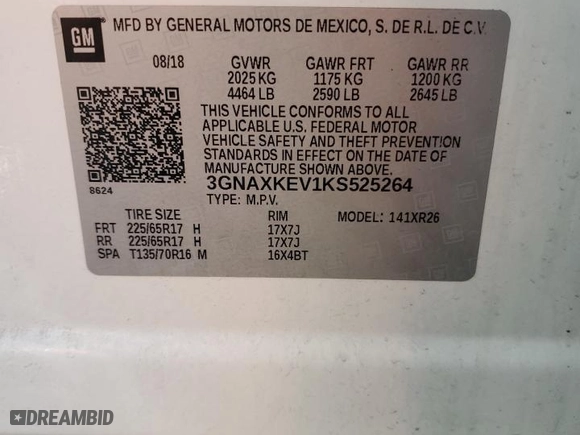 GM
MFD BY GENERAL MOTORS DE MEXICO, S. DE R.L. DE C.V.
08/18 GVWR GAWR FRT GAWR RR
2025 KG 1175 KG 1200 KG
4464 LB 2590 LB 2645 LB
THIS VEHICLE CONFORMS TO ALL
APPLICABLE U.S. FEDERAL MOTOR
VEHICLE SAFETY AND THEFT PREVENTION
STANDARDS IN EFFECT ON THE DATE OF
MANUFACTURE SHOWN ABOVE.
8624 3GNAXKEV1KS525264
TYPE: M.P.V.
TIRE SIZE RIM MODEL: 141XR26
FRT 225/65R17 H 17X7J
RR 225/65R17 H 17X7J
SPA T135/70R16 M 16X4BT
DREAMBID